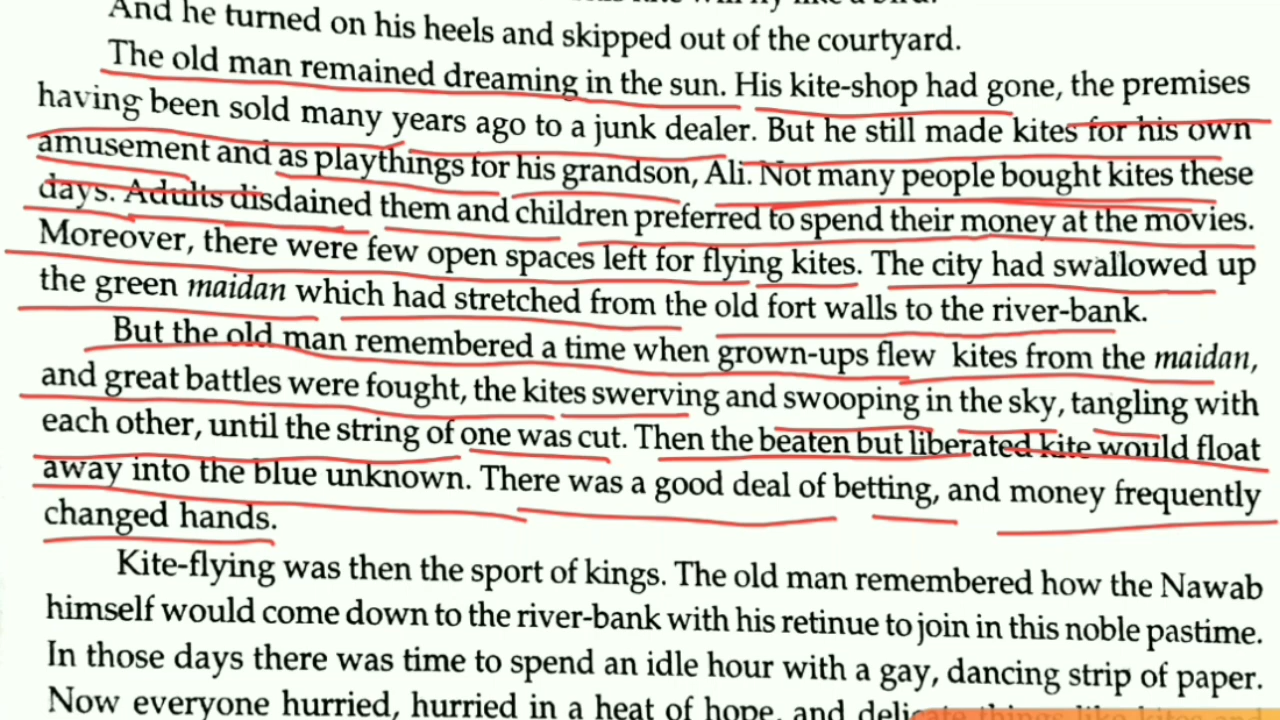 And he turned on his heels and skipped out of the courtyard.
The old man remained dreaming in the sun. His kite-shop had gone, the premises
having been sold many years ago to a junk dealer. But he still made kites for his own
amusement and as playthings for his grandson, Ali. Not many people bought kites these
days. Adults disdained them and children preferred to spend their money at the movies.
Moreover, there were few open spaces left for flying kites. The city had swallowed up
the green maidan which had stretched from the old fort walls to the river-bank.
But the old man remembered a time when grown-ups flew kites from the maidan,
and great battles were fought, the kites swerving and swooping in the sky, tangling with
each other, until the string of one was cut. Then the beaten but liberated kite would float
away into the blue unknown. There was a good deal of betting, and money frequently
changed hands.
Kite-flying was then the sport of kings. The old man remembered how the Nawab
himself would come down to the river-bank with his retinue to join in this noble pastime.
In those days there was time to spend an idle hour with a gay, dancing strip of paper.
Now everyone hurried, hurried in a heat of hope, and